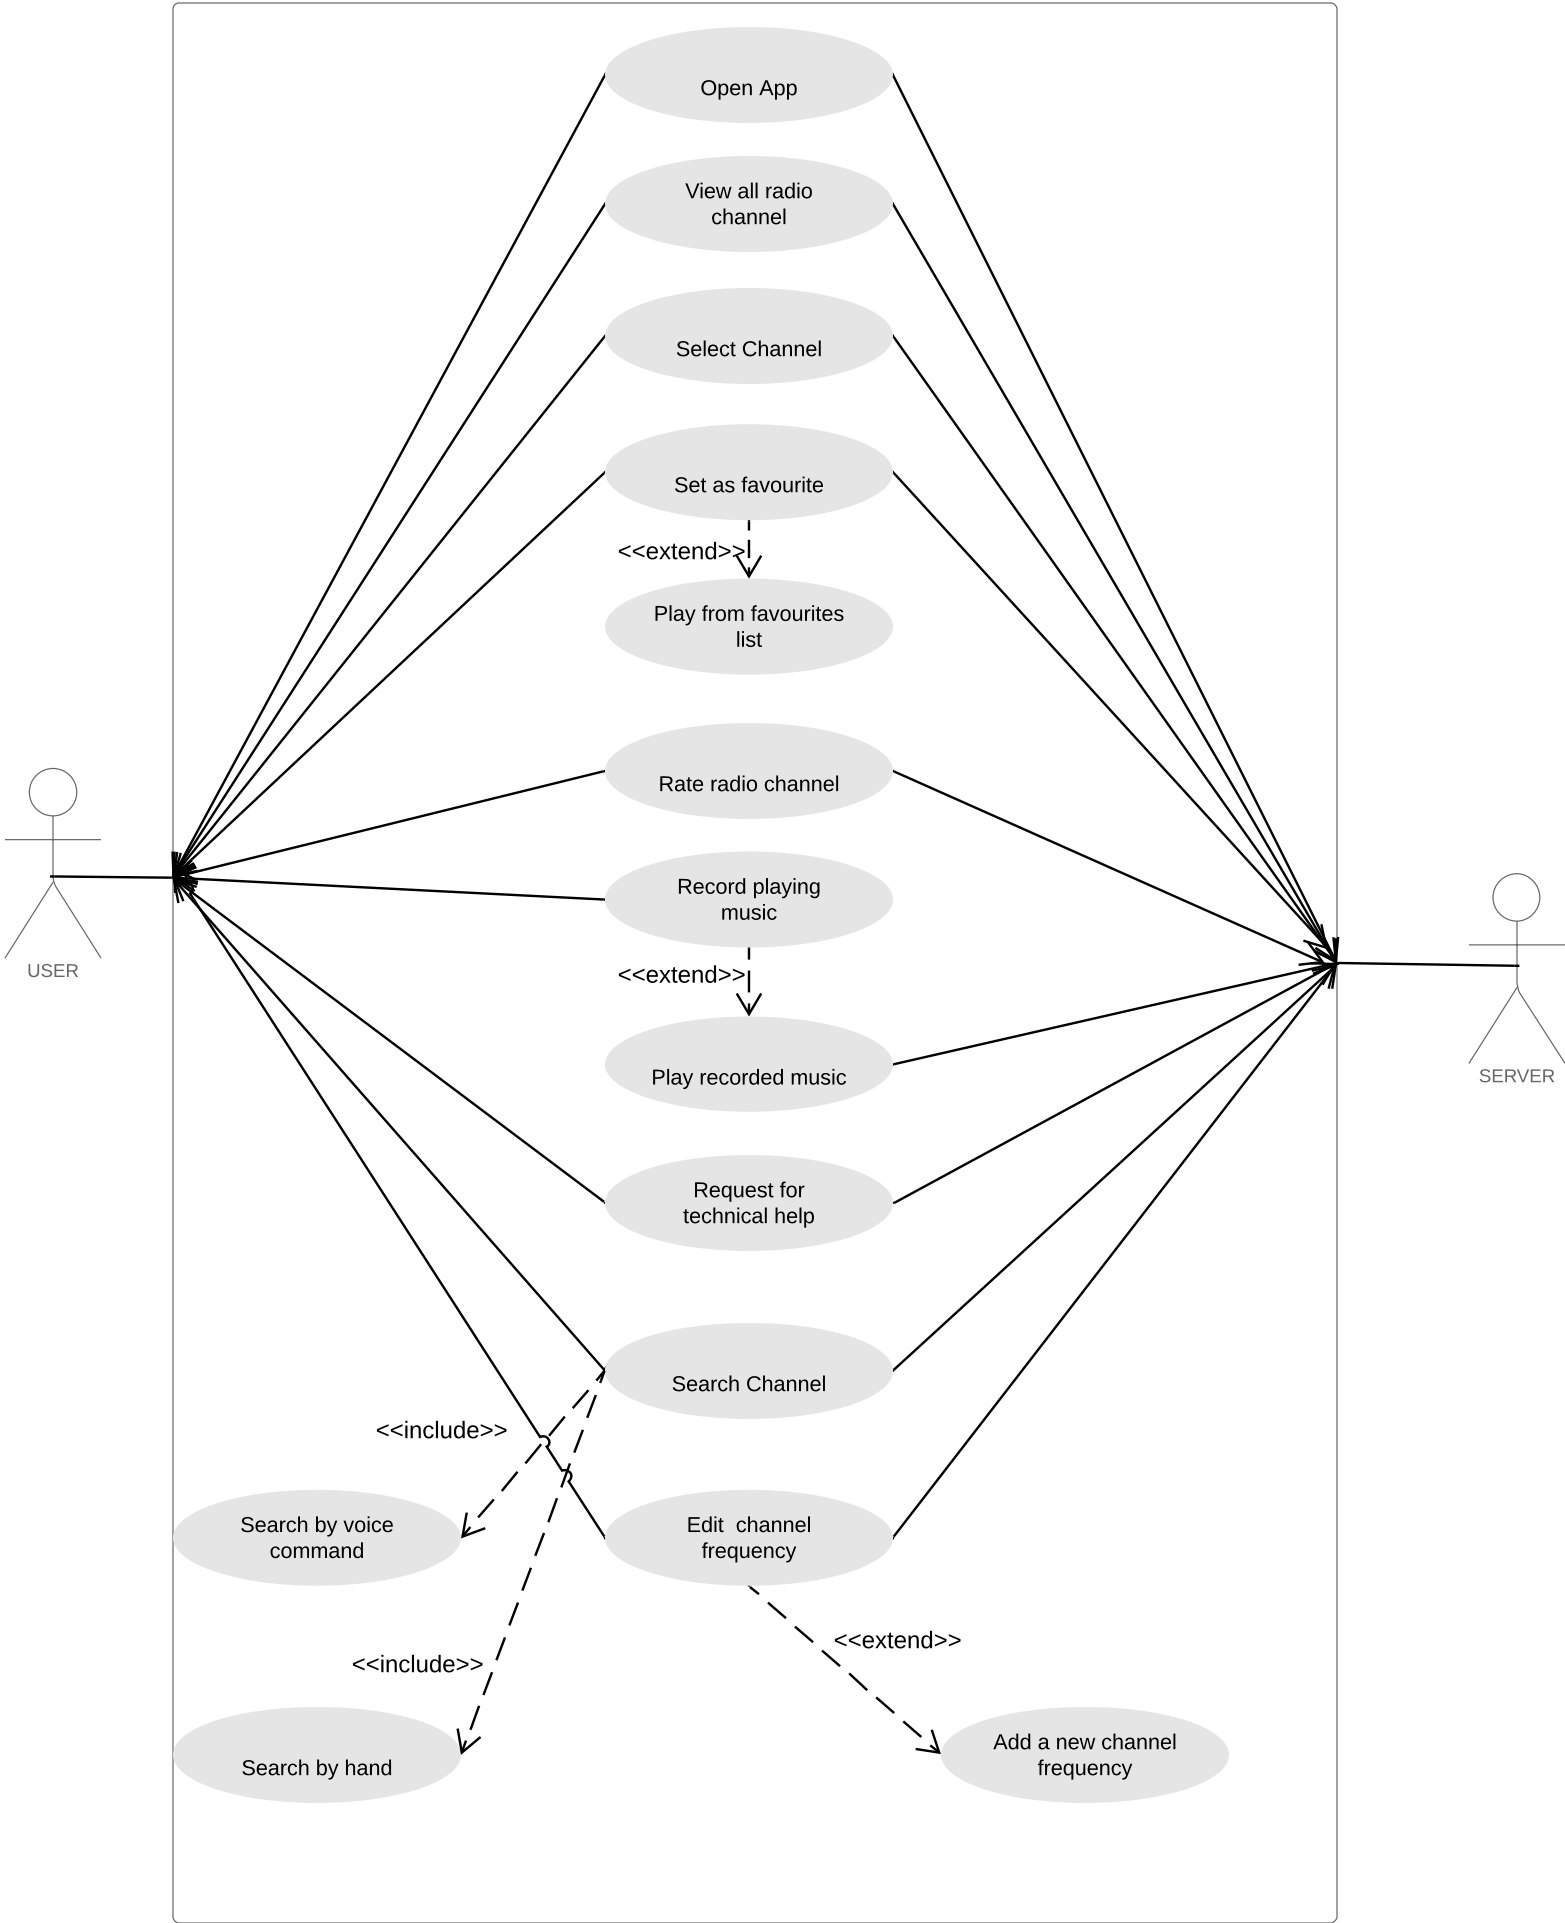 Open App
View all radio
channel
Select Channel
Set as favourite
<<extend>>
Play from favourites
list
Rate radio channel
USER
Record playing
music
<<extend>>
SERVER
Play recorded music
Request for
technical help
Search Channel
<<include>>
Search by voice
command
Edit  channel
frequency
<<extend>>
<<include>>
Search by hand
Add a new channel
frequency